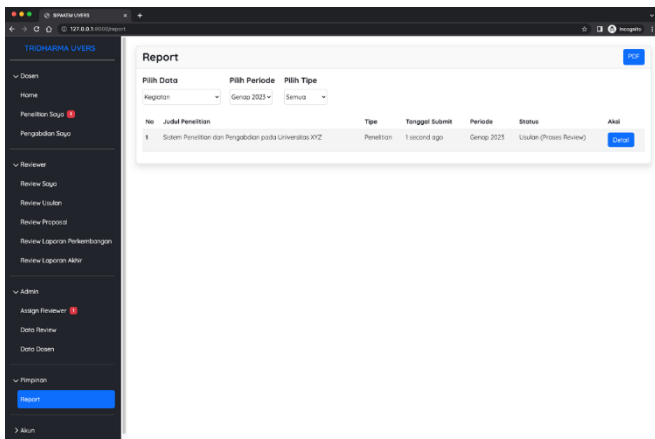 SIPAKEM UVERS
127.0.0.1:8000/report
Incognito
TRIDHARMA UVERS
Dosen
Home
Penelitian Saya 1
Pengabdian Saya
Reviewer
Review Saya
Review Usulan
Review Proposal
Review Laporan Perkembangan
Review Laporan Akhir
Admin
Assign Reviewer 1
Data Review
Data Dosen
Pimpinan
Report
Akun
Report
PDF
Pilih Data Pilih Periode Pilih Tipe
Kegiatan Genap 2023 Semua
No Judul Penelitian Tipe Tanggal Submit Periode Status Aksi
1 Sistem Penelitian dan Pengabdian pada Universitas XYZ Penelitian 1 second ago Genap 2023 Usulan (Proses Review) Detail